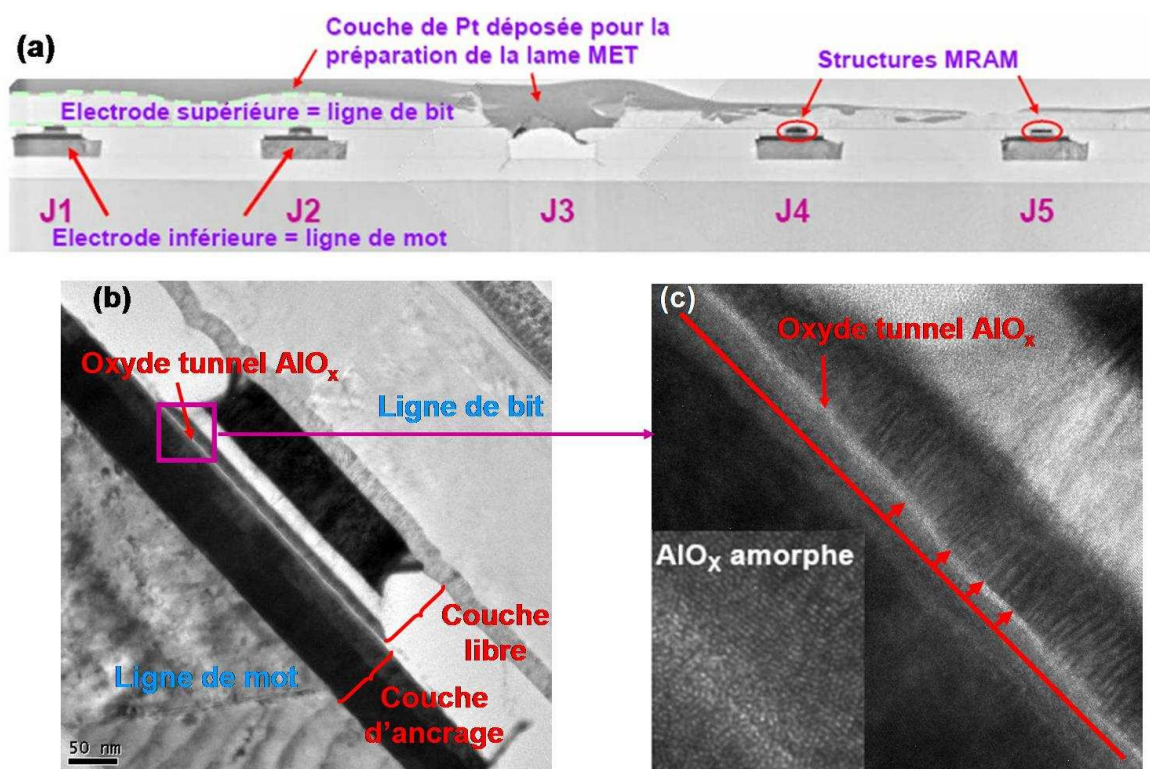 (a)
Couche de Pt déposée pour la
préparation de la lame MET
Structures MRAM
Electrode supérieure = ligne de bit
J1
J2
J3
J4
J5
Electrode inférieure = ligne de mot
(b)
Oxyde tunnel AlOx
Ligne de bit
Couche
libre
Ligne de mot
Couche
d'ancrage
50 nm
(c)
Oxyde tunnel AlOx
AlOx amorphe